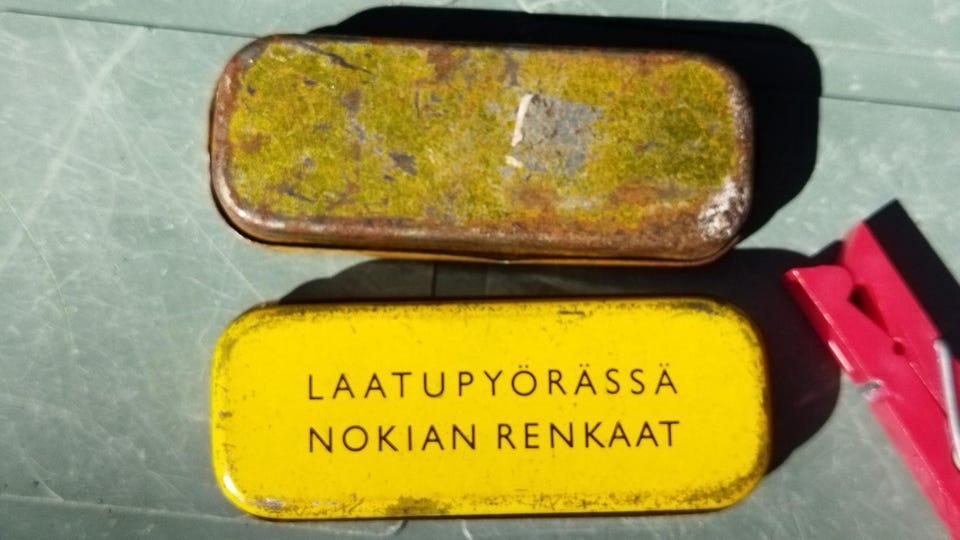 LAATUPYÖRÄSSÄ
NOKIAN RENKAAT